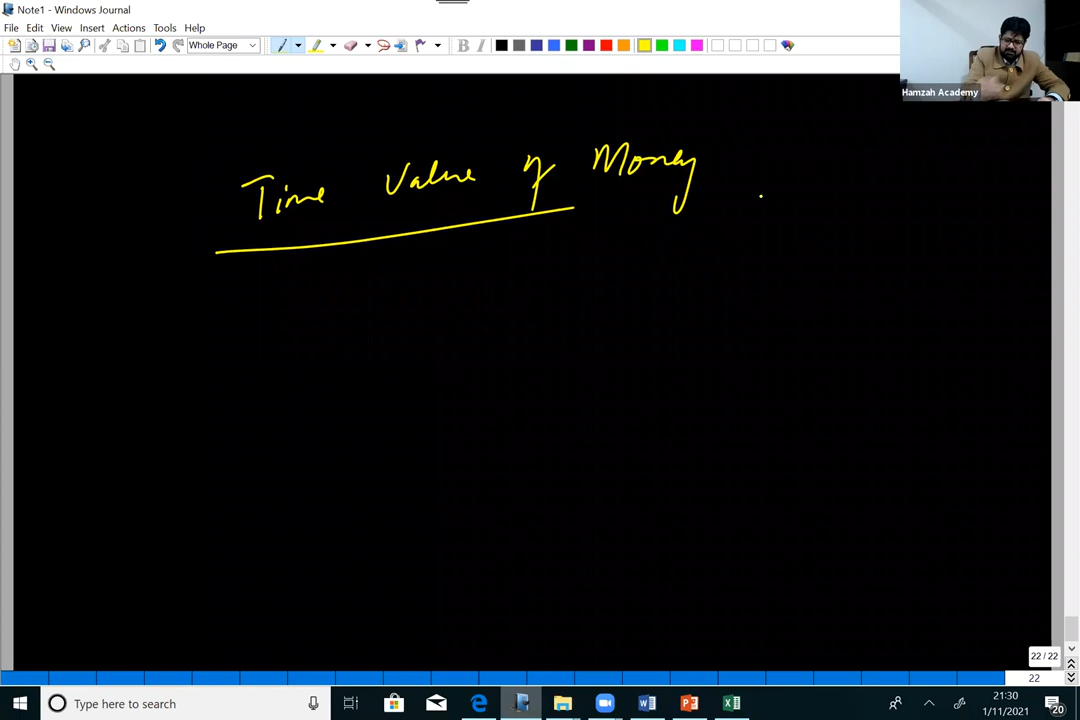 Note1 - Windows Journal
File Edit View Insert Actions Tools Help
Whole Page
B I
Hamzah Academy
Time Value of Money
22 / 22
22
Type here to search
21:30
1/11/2021
20